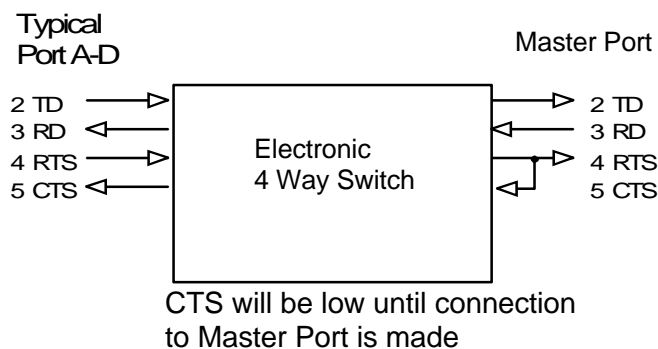 Typical
Port A-D
Master Port
2 TD
3 RD
4 RTS
5 CTS
Electronic
4 Way Switch
2 TD
3 RD
4 RTS
5 CTS
CTS will be low until connection
to Master Port is made